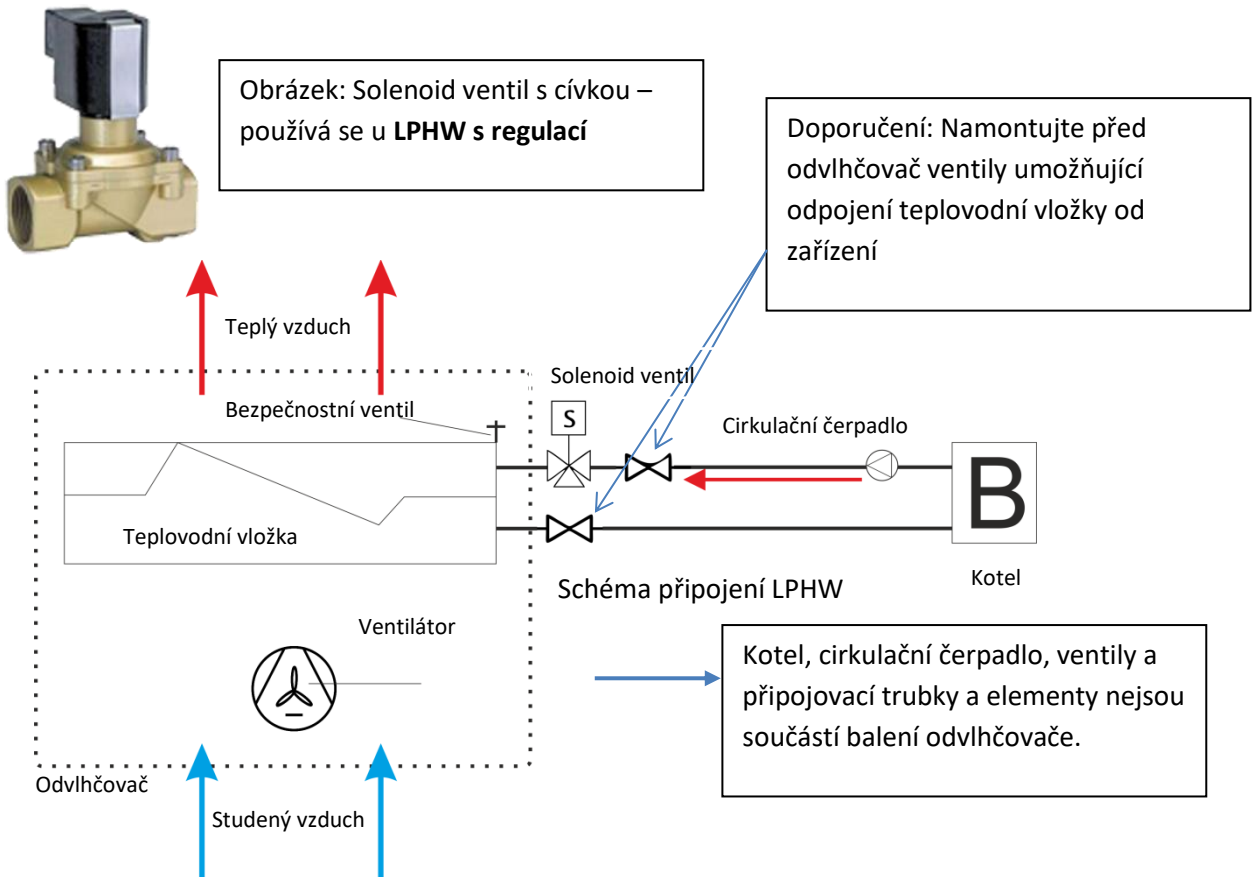 Obrázek: Solenoid ventil s cívkou –
používá se u LPHW s regulací
Doporučení: Namontujte před
odvlhčovač ventily umožňující
odpojení teplovodní vložky od
zařízení
Teplý vzduch
Solenoid ventil
Bezpečnostní ventil
S
Cirkulační čerpadlo
B
Teplovodní vložka
Kotel
Schéma připojení LPHW
Ventilátor
Kotel, cirkulační čerpadlo, ventily a
připojovací trubky a elementy nejsou
součástí balení odvlhčovače.
Odvlhčovač
Studený vzduch